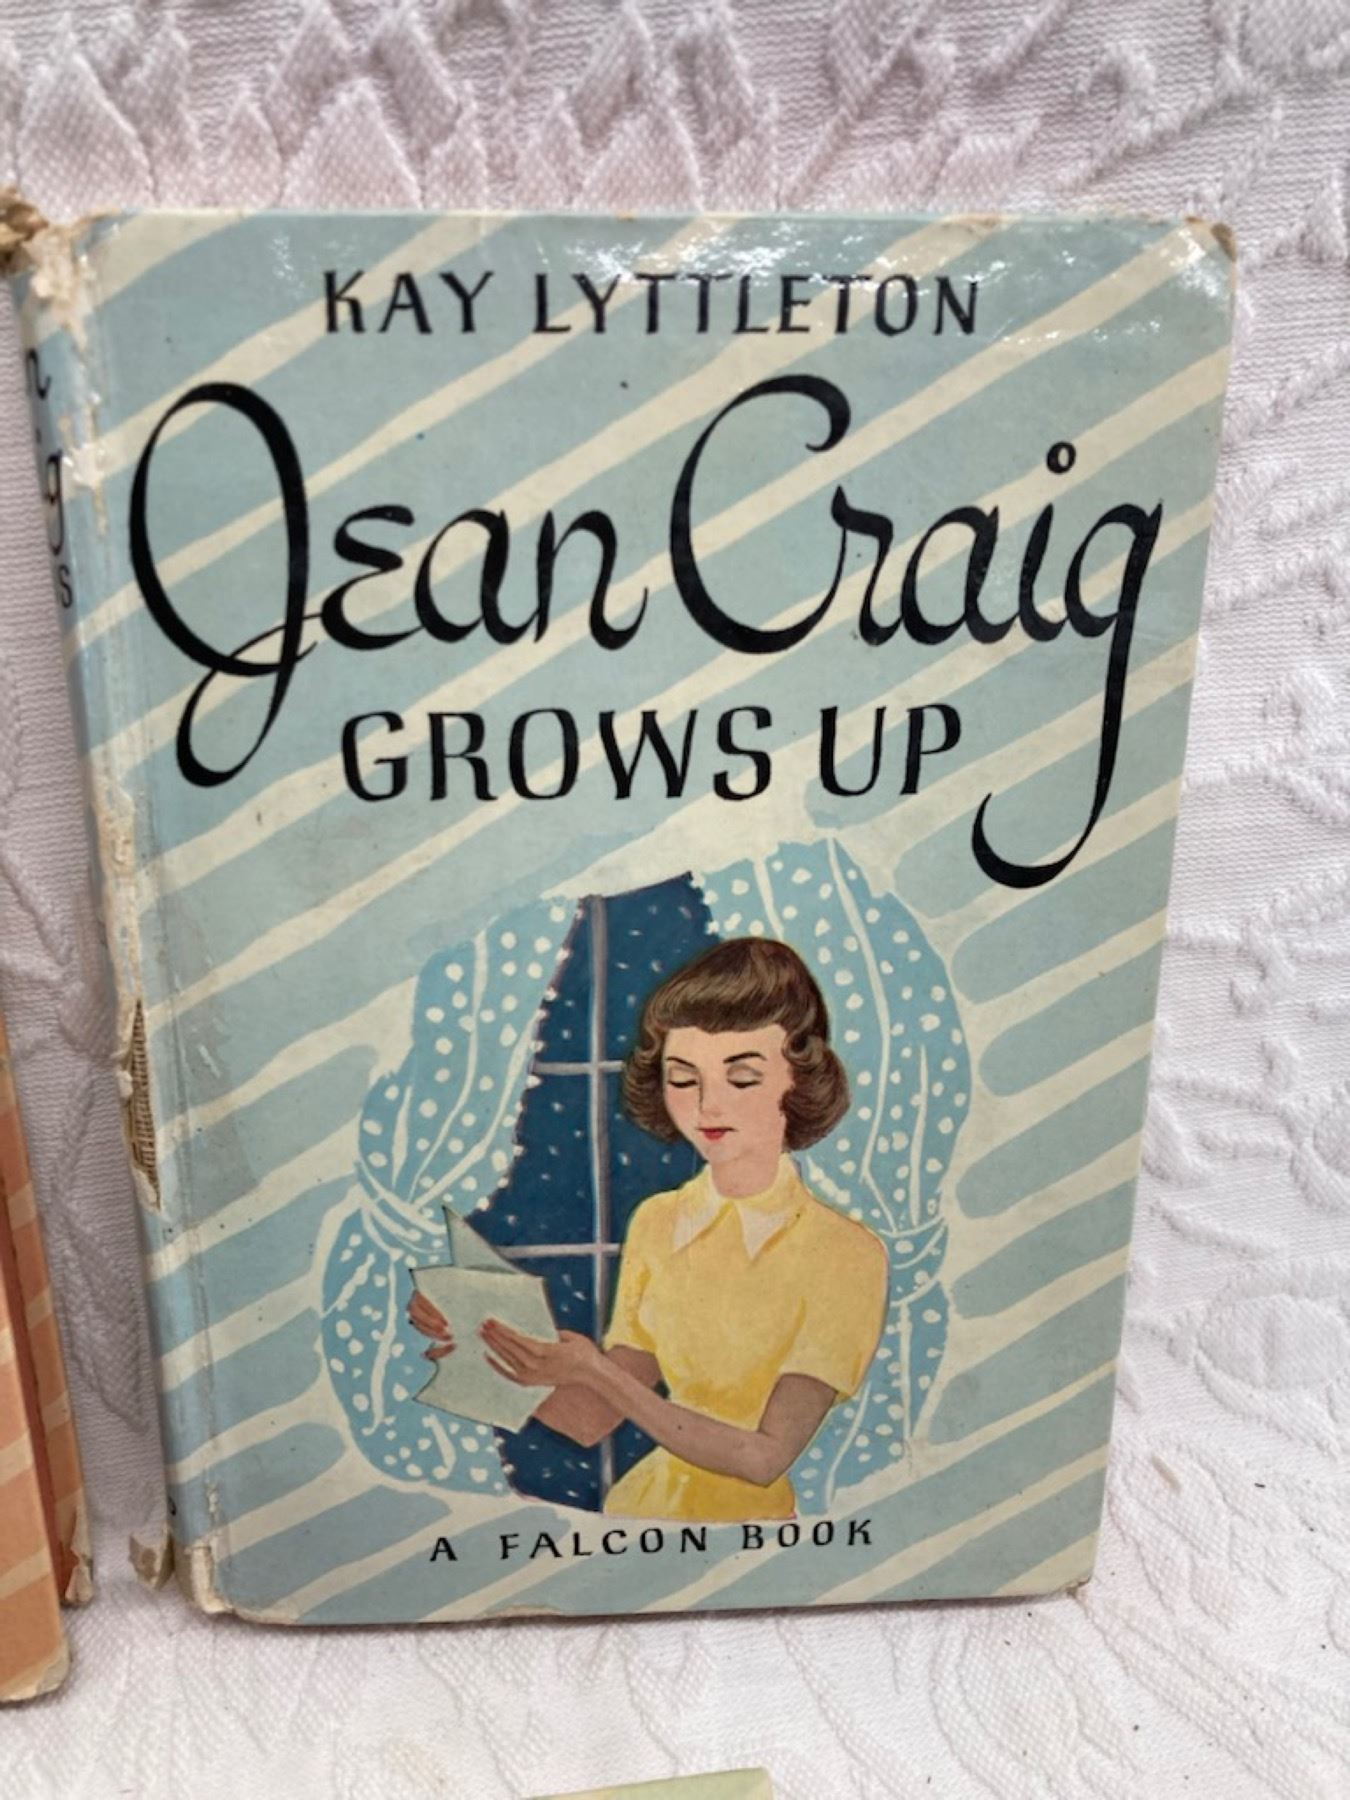 KAY LYTTLETON
Jean Craig
GROWS UP
A FALCON BOOK